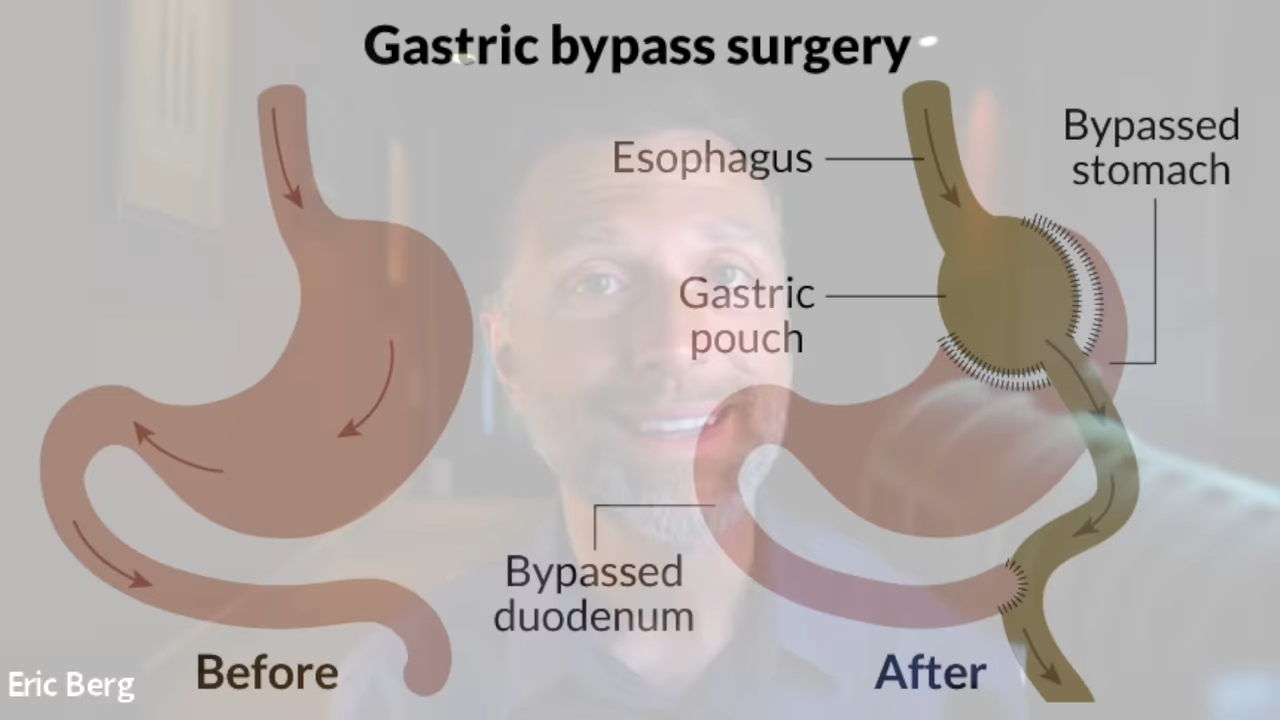 Gastric bypass surgery
Esophagus
Bypassed
stomach
Gastric
pouch
Bypassed
duodenum
Before
After
Eric Berg